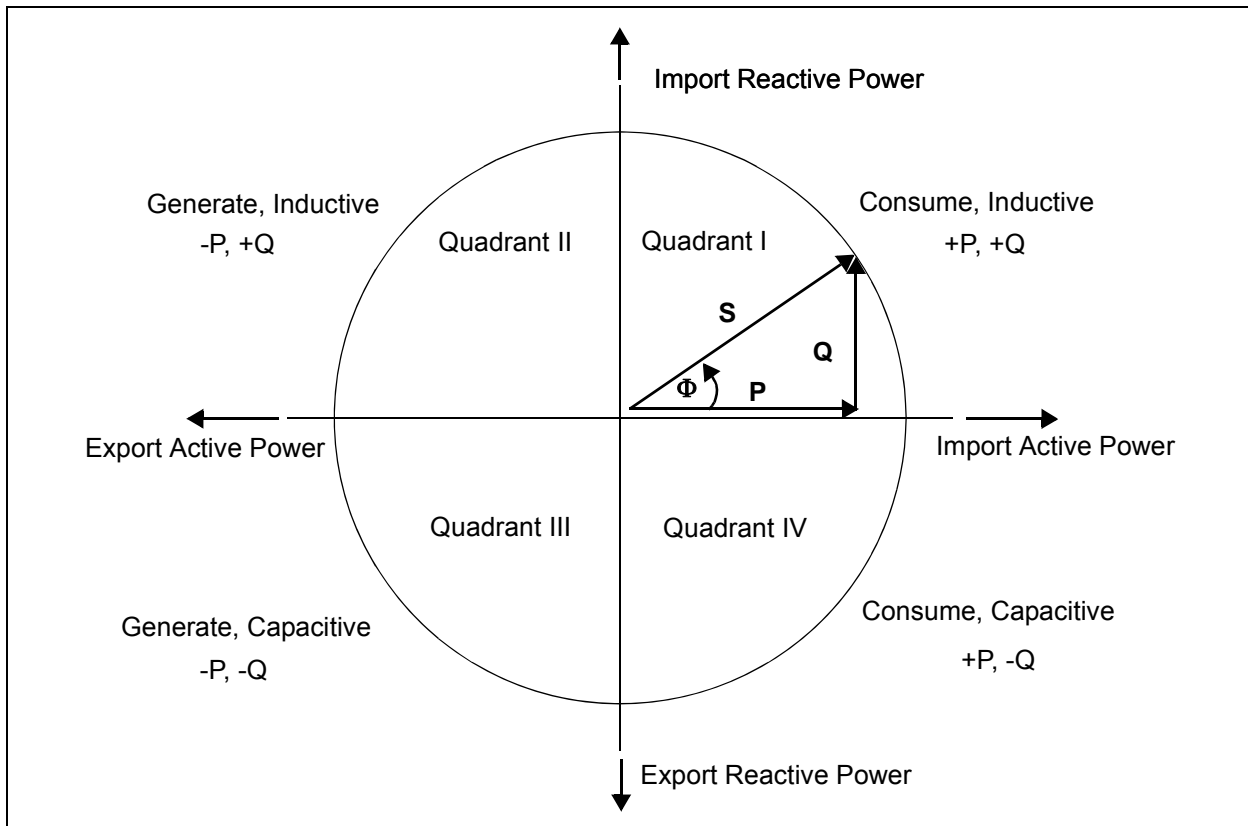 Import Reactive Power
Generate, Inductive
-P, +Q
Quadrant II
Quadrant I
Consume, Inductive
+P, +Q
S
Q
Φ
P
Export Active Power
Import Active Power
Quadrant III
Quadrant IV
Generate, Capacitive
-P, -Q
Consume, Capacitive
+P, -Q
Export Reactive Power